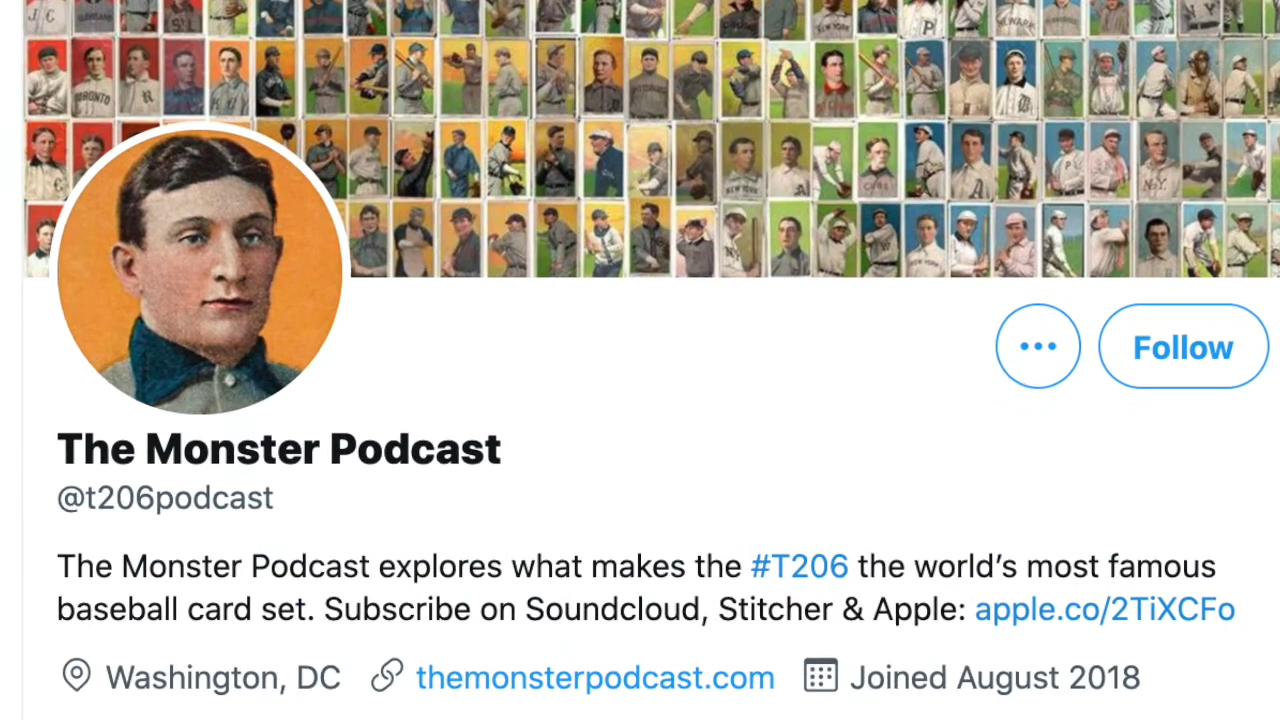 The Monster Podcast
@t206podcast
The Monster Podcast explores what makes the #T206 the world’s most famous
baseball card set. Subscribe on Soundcloud, Stitcher & Apple: apple.co/2TiXCFo
Washington, DC themonsterpodcast.com Joined August 2018
Follow